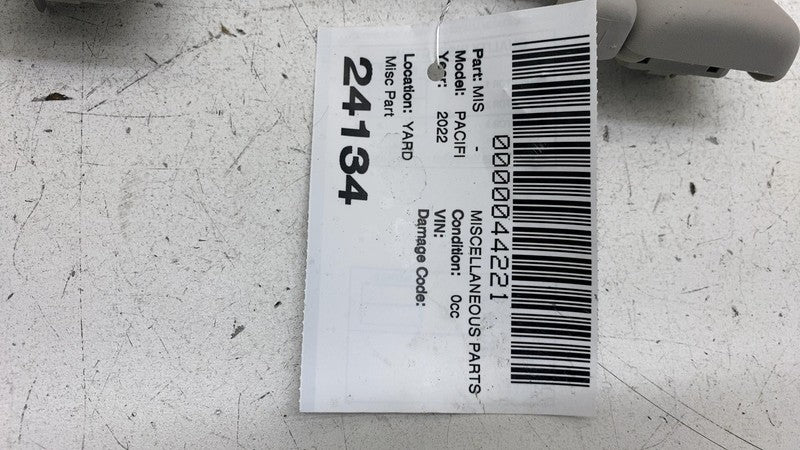 0000044221
Part: MIS - MISCELLANEOUS PARTS
Model: PACIFI Condition: 0cc
Year: 2022 VIN:
Damage Code:
Location: YARD
Misc Part
24134